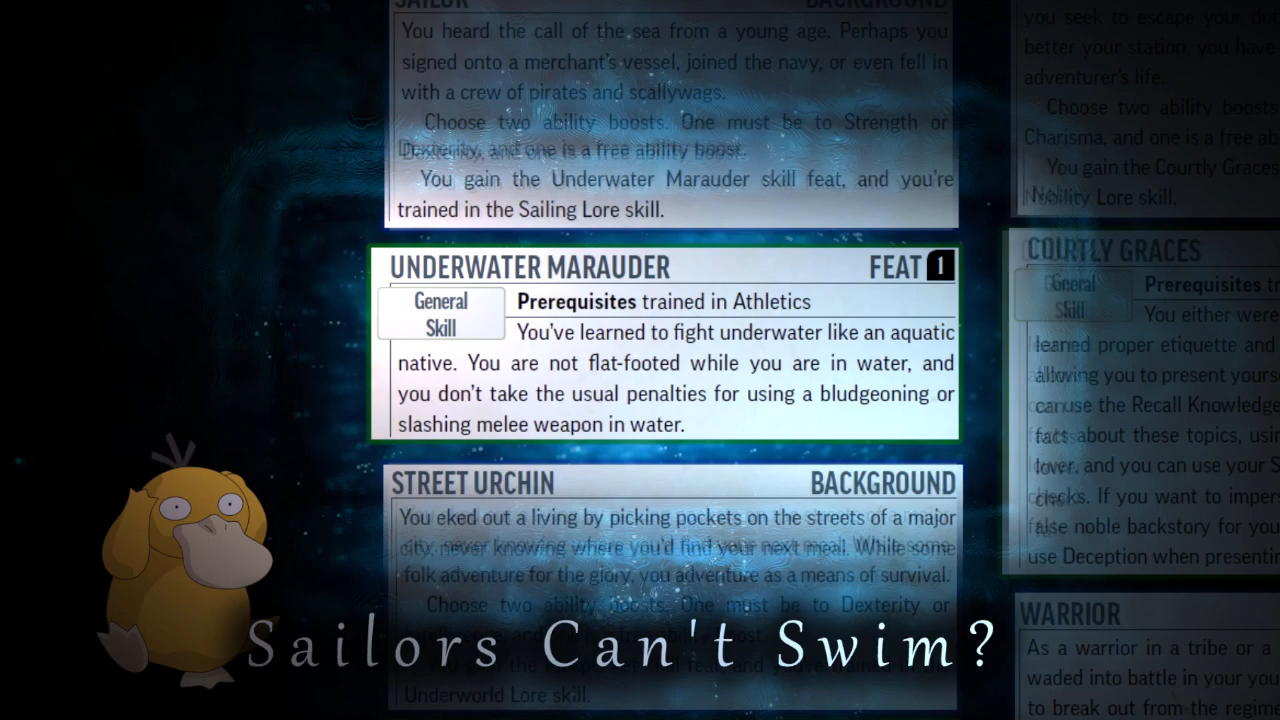 SAILOR BACKGROUND
You heard the call of the sea from a young age. Perhaps you
signed onto a merchant's vessel, joined the navy, or even fell in
with a crew of pirates and scallywags.
Choose two ability boosts. One must be to Strength or
Dexterity, and one is a free ability boost.
You gain the Underwater Marauder skill feat, and you're
trained in the Sailing Lore skill.
UNDERWATER MARAUDER FEAT 1
General
Skill
Prerequisites trained in Athletics
You've learned to fight underwater like an aquatic
native. You are not flat-footed while you are in water, and
you don't take the usual penalties for using a bludgeoning or
slashing melee weapon in water.
STREET URCHIN BACKGROUND
You eked out a living by picking pockets on the streets of a major
city, never knowing where you'd find your next meal. While some
folk adventure for the glory, you adventure as a means of survival.
Choose two ability boosts. One must be to Dexterity or
Underworld Lore skill.
Sailors Can't Swim?
you seek to escape your
better your station, you have
adventurer's life.
Choose two ability boosts
Charisma, and one is a free
You gain the Courtly Graces
Nobility Lore skill.
COURTLY GRACES
General
Skill
Prerequisites
You either were
learned proper etiquette and
allowing you to present
can use the Recall Knowledge
facts about these topics,
lover, and you can use your
checks. If you want to
false noble backstory for
use Deception when
WARRIOR
As a warrior in a tribe or a
waded into battle in your
to break out from the